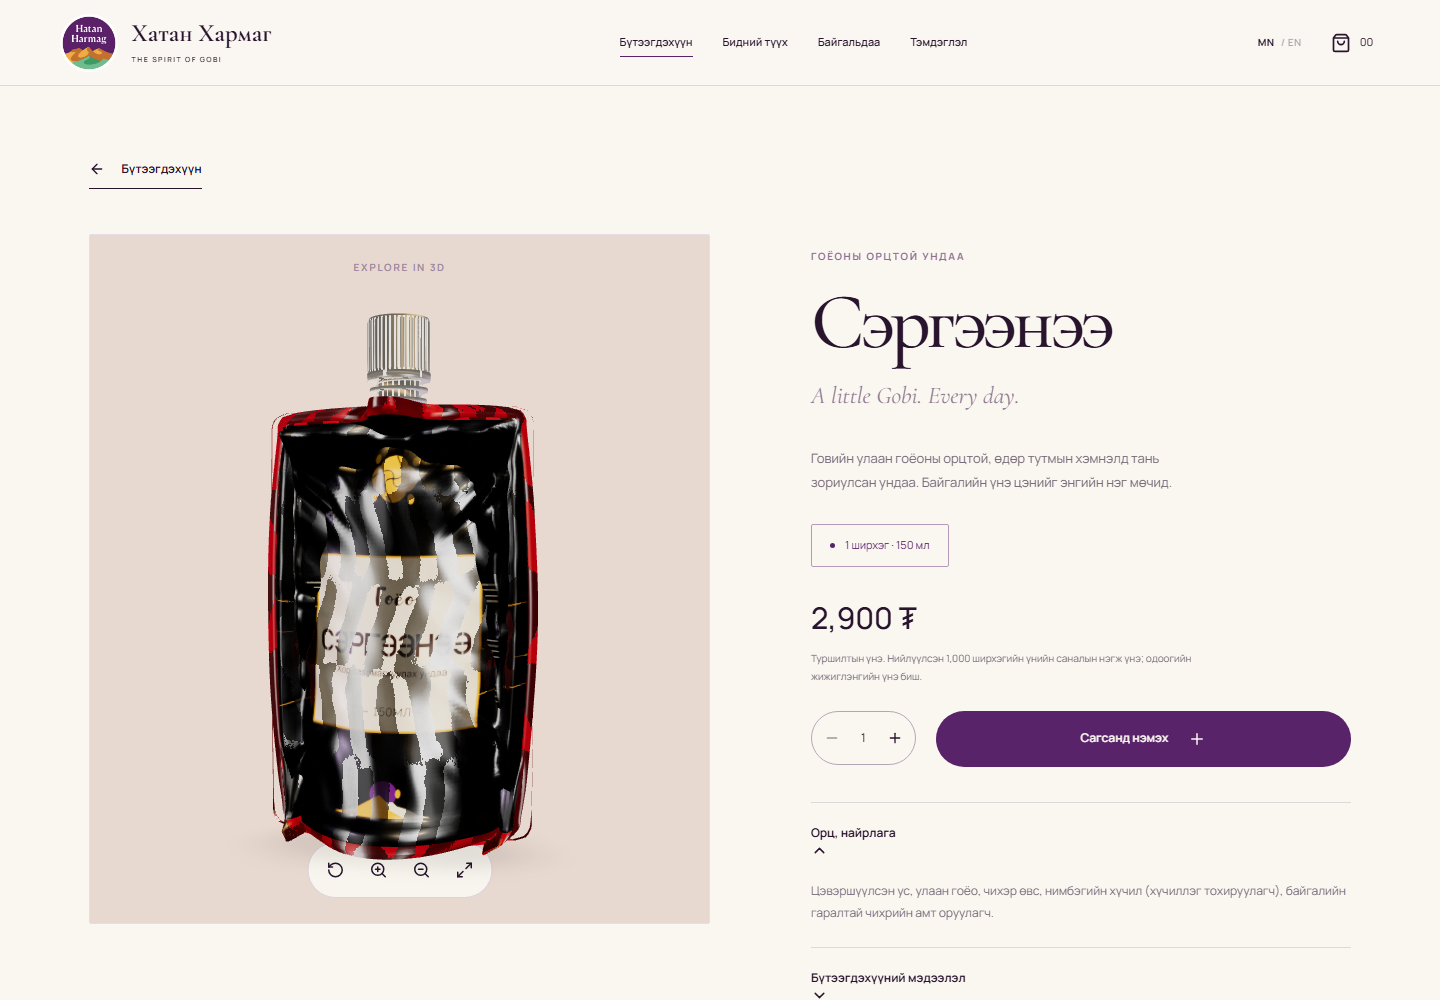 Hatan
Harmag
Хатан Хармаг
THE SPIRIT OF GOBI
Бүтээгдэхүүн
Бидний түүх
Байгальдаа
Тэмдэглэл
MN / EN
00
Бүтээгдэхүүн
EXPLORE IN 3D
Гоёо
СЭРГЭЭНЭЭ
150МЛ
ГОЁОНЫ ОРЦТОЙ УНДАА
Сэргээнээ
A little Gobi. Every day.
Говийн улаан гоёоны орцтой, өдөр тутмын хэмнэлд тань
зориулсан ундаа. Байгалийн үнэ цэнийг энгийн нэг мөчид.
1 ширхэг · 150 мл
2,900 ₮
Туршилтын үнэ. Нийлүүлсэн 1,000 ширхэгийн үнийн саналын нэгж үнэ; одоогийн
жижиглэнгийн үнэ биш.
1
Сагсанд нэмэх
Орц, найрлага
Цэвэршүүлсэн ус, улаан гоёо, чихэр өвс, нимбэгийн хүчил (хүчиллэг тохируулагч), байгалийн
гаралтай чихрийн амт оруулагч.
Бүтээгдэхүүний мэдээлэл